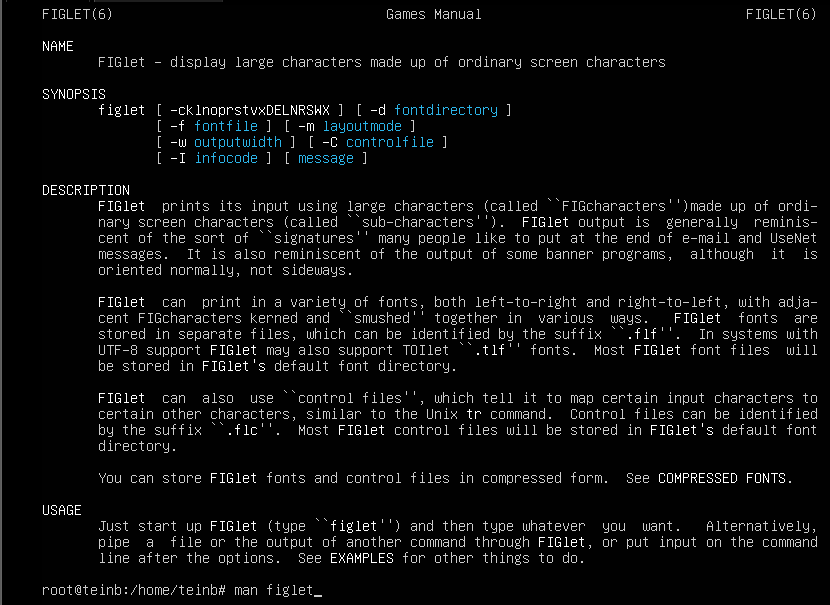 FIGLET(6) Games Manual FIGLET(6)
NAME
FIGlet - display large characters made up of ordinary screen characters
SYNOPSIS
figlet [ -cklnoprstvxDELNRSWX ] [ -d fontdirectory ]
[ -f fontfile ] [ -m layoutmode ]
[ -w outputwidth ] [ -C controlfile ]
[ -I infocode ] [ message ]
DESCRIPTION
FIGlet prints its input using large characters (called ``FIGcharacters'')made up of ordi-
nary screen characters (called ``sub-characters''). FIGlet output is generally reminis-
cent of the sort of ``signatures'' many people like to put at the end of e-mail and UseNet
messages. It is also reminiscent of the output of some banner programs, although it is
oriented normally, not sideways.
FIGlet can print in a variety of fonts, both left-to-right and right-to-left, with adja-
cent FIGcharacters kerned and ``smushed'' together in various ways. FIGlet fonts are
stored in separate files, which can be identified by the suffix ``.flf''. In systems with
UTF-8 support FIGlet may also support TOIlet ``.tlf'' fonts. Most FIGlet font files will
be stored in FIGlet's default font directory.
FIGlet can also use ``control files'', which tell it to map certain input characters to
certain other characters, similar to the Unix tr command. Control files can be identified
by the suffix ``.flc''. Most FIGlet control files will be stored in FIGlet's default font
directory.
You can store FIGlet fonts and control files in compressed form. See COMPRESSED FONTS.
USAGE
Just start up FIGlet (type ``figlet'') and then type whatever you want. Alternatively,
pipe a file or the output of another command through FIGlet, or put input on the command
line after the options. See EXAMPLES for other things to do.
root@teinb:/home/teinb# man figlet_